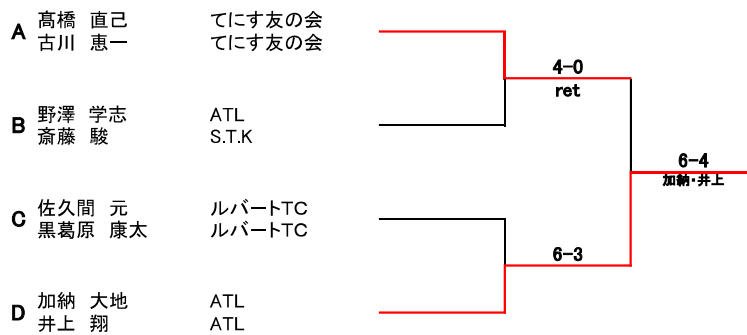 A
髙橋 直己 てにす友の会
古川 恵一 てにす友の会
4-0
ret
B
野澤 学志 ATL
斎藤 駿 S.T.K
6-4
加納・井上
C
佐久間 元 ルバートTC
黒葛原 康太 ルバートTC
6-3
D
加納 大地 ATL
井上 翔 ATL